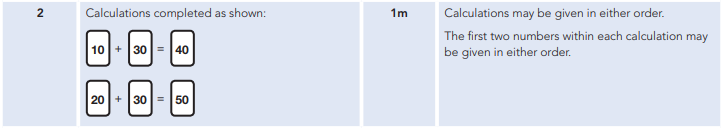 2
Calculations completed as shown:
10 + 30 = 40
20 + 30 = 50
1m
Calculations may be given in either order.
The first two numbers within each calculation may
be given in either order.